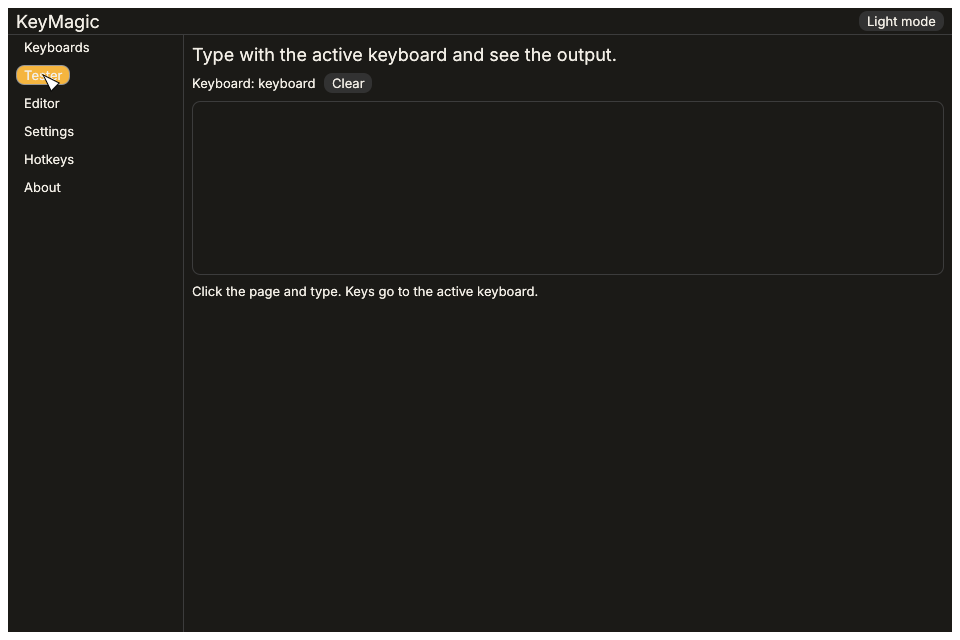 KeyMagic
Light mode
Keyboards
Tester
Editor
Settings
Hotkeys
About
Type with the active keyboard and see the output.
Keyboard: keyboard
Clear
Click the page and type. Keys go to the active keyboard.